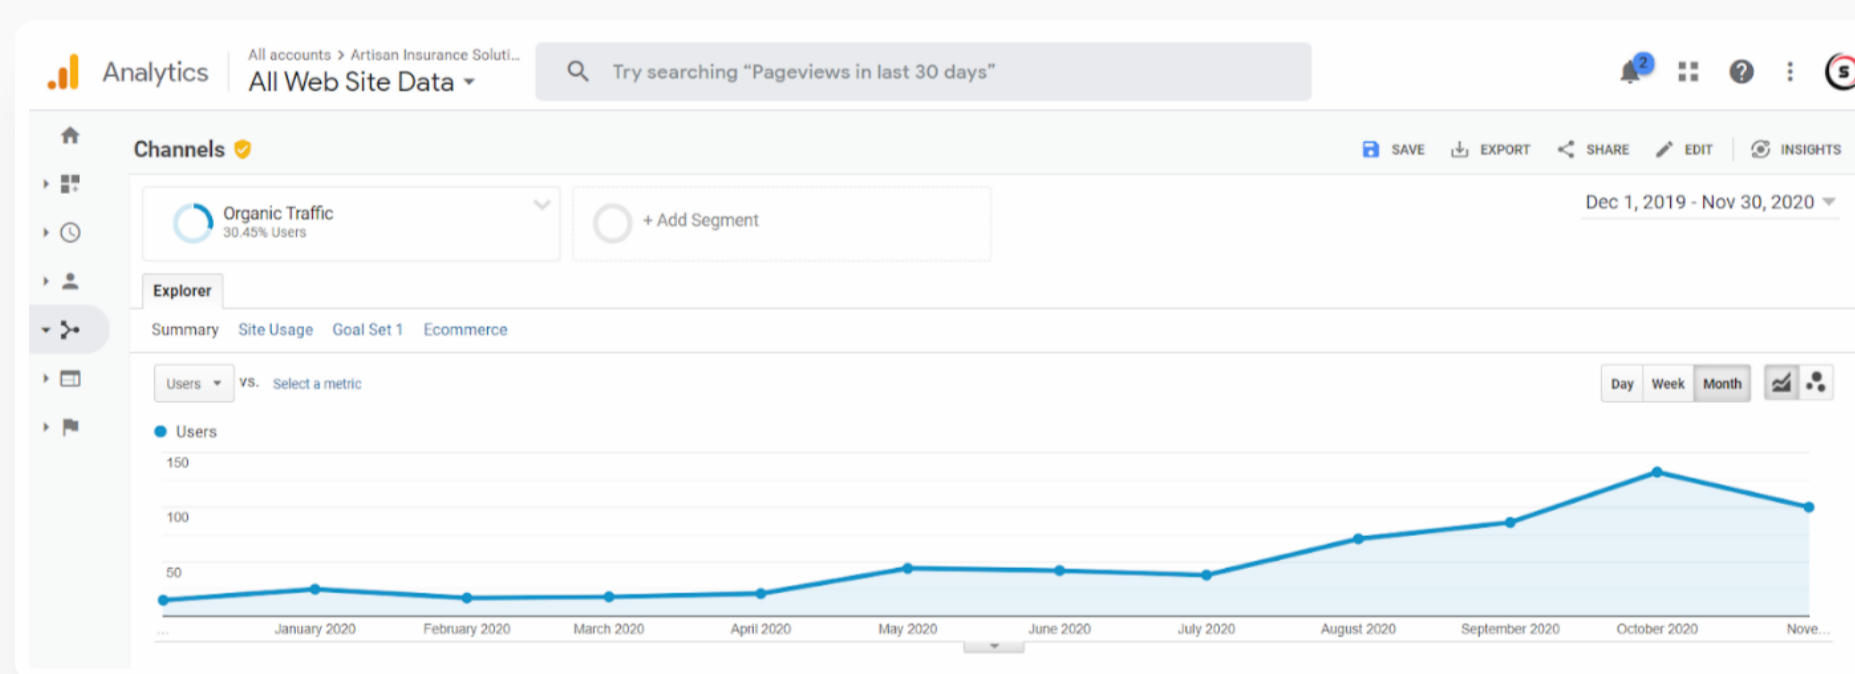 All accounts > Artisan Insurance Soluti...
Analytics
All Web Site Data
Try searching “Pageviews in last 30 days”
2
S
Channels
SAVE
EXPORT
SHARE
EDIT
INSIGHTS
Organic Traffic
30.45% Users
+ Add Segment
Dec 1, 2019 - Nov 30, 2020
Explorer
Summary Site Usage Goal Set 1 Ecommerce
Users VS. Select a metric
Day Week Month
Users
150
100
50
... January 2020 February 2020 March 2020 April 2020 May 2020 June 2020 July 2020 August 2020 September 2020 October 2020 Nove...